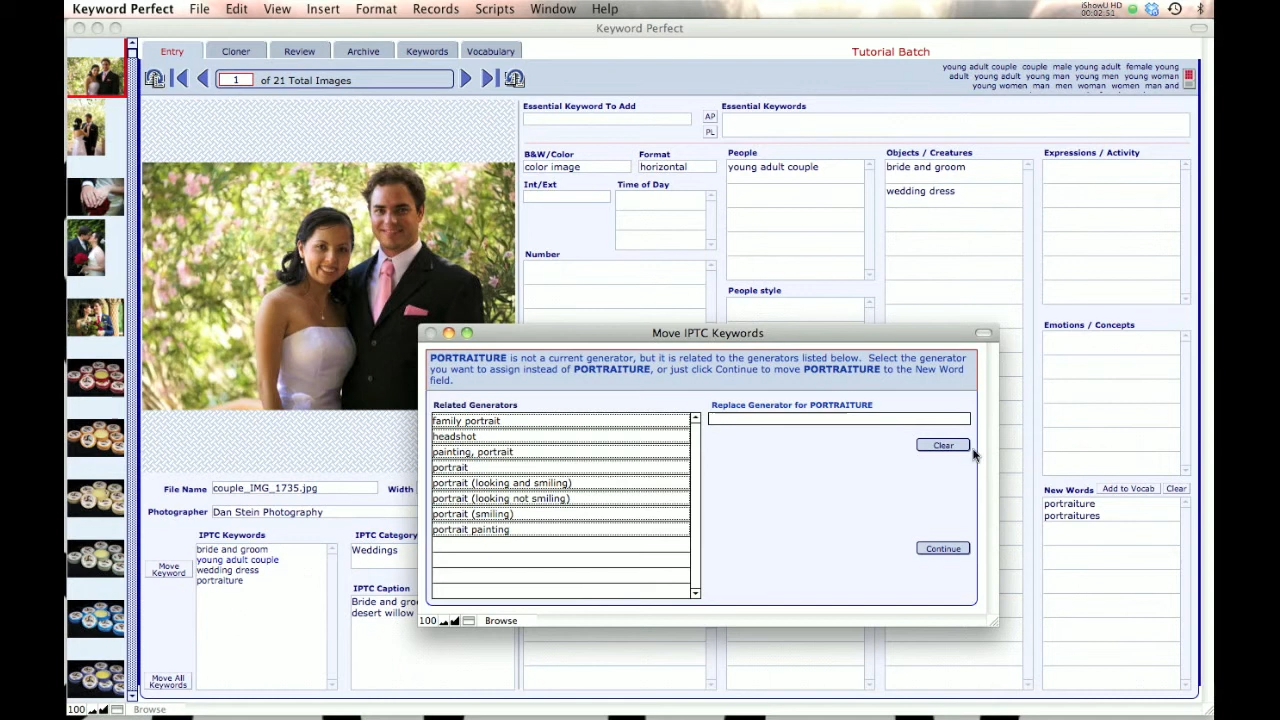 Keyword Perfect File Edit View Insert Format Records Scripts Window Help
iShowU HD
00:02:51
Keyword Perfect
Entry Cloner Review Archive Keywords Vocabulary
Tutorial Batch
1 of 21 Total Images
young adult couple couple male young adult female young
adult young adult young man young men young woman
young women man men woman women man and
Essential Keyword To Add
AP
PL
Essential Keywords
B&W/Color
color image
Format
horizontal
Int/Ext
Time of Day
Number
People
young adult couple
People style
Objects / Creatures
bride and groom
wedding dress
Expressions / Activity
Emotions / Concepts
Move IPTC Keywords
PORTRAITURE is not a current generator, but it is related to the generators listed below. Select the generator
you want to assign instead of PORTRAITURE, or just click Continue to move PORTRAITURE to the New Word
field.
Related Generators
family portrait
headshot
painting, portrait
portrait
portrait (looking and smiling)
portrait (looking not smiling)
portrait (smiling)
portrait painting
Replace Generator for PORTRAITURE
Clear
Continue
100 Browse
New Words Add to Vocab Clear
portraiture
portraitures
File Name couple_IMG_1735.jpg Width
Photographer Dan Stein Photography
IPTC Keywords
bride and groom
young adult couple
wedding dress
portraiture
Move
Keyword
Move All
Keywords
IPTC Category
Weddings
IPTC Caption
Bride and gro
desert willow
100 Browse